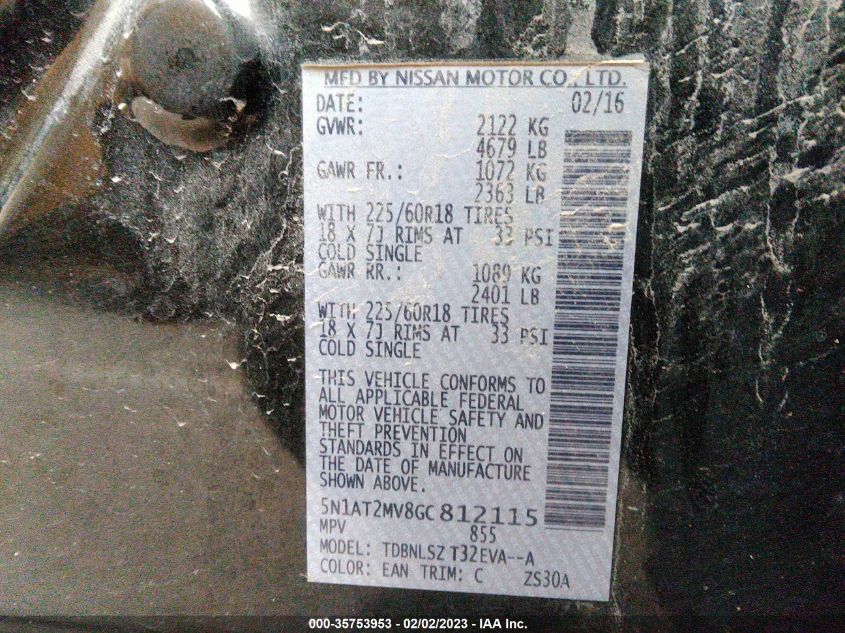 MFD BY NISSAN MOTOR CO., LTD.
DATE: 02/16
GVWR: 2122 KG
4679 LB
GAWR FR.: 1072 KG
2363 LB
WITH 225/60R18 TIRES
18 X 7J RIMS AT 33 PSI
COLD SINGLE
GAWR RR.: 1089 KG
2401 LB
WITH 225/60R18 TIRES
18 X 7J RIMS AT 33 PSI
COLD SINGLE
THIS VEHICLE CONFORMS TO
ALL APPLICABLE FEDERAL
MOTOR VEHICLE SAFETY AND
THEFT PREVENTION
STANDARDS IN EFFECT ON
THE DATE OF MANUFACTURE
SHOWN ABOVE.
5N1AT2MV8GC812115
MPV 855
MODEL: TDBNLSZ T32EVA--A
COLOR: EAN TRIM: C ZS30A
000-35753953 - 02/02/2023 - IAA Inc.